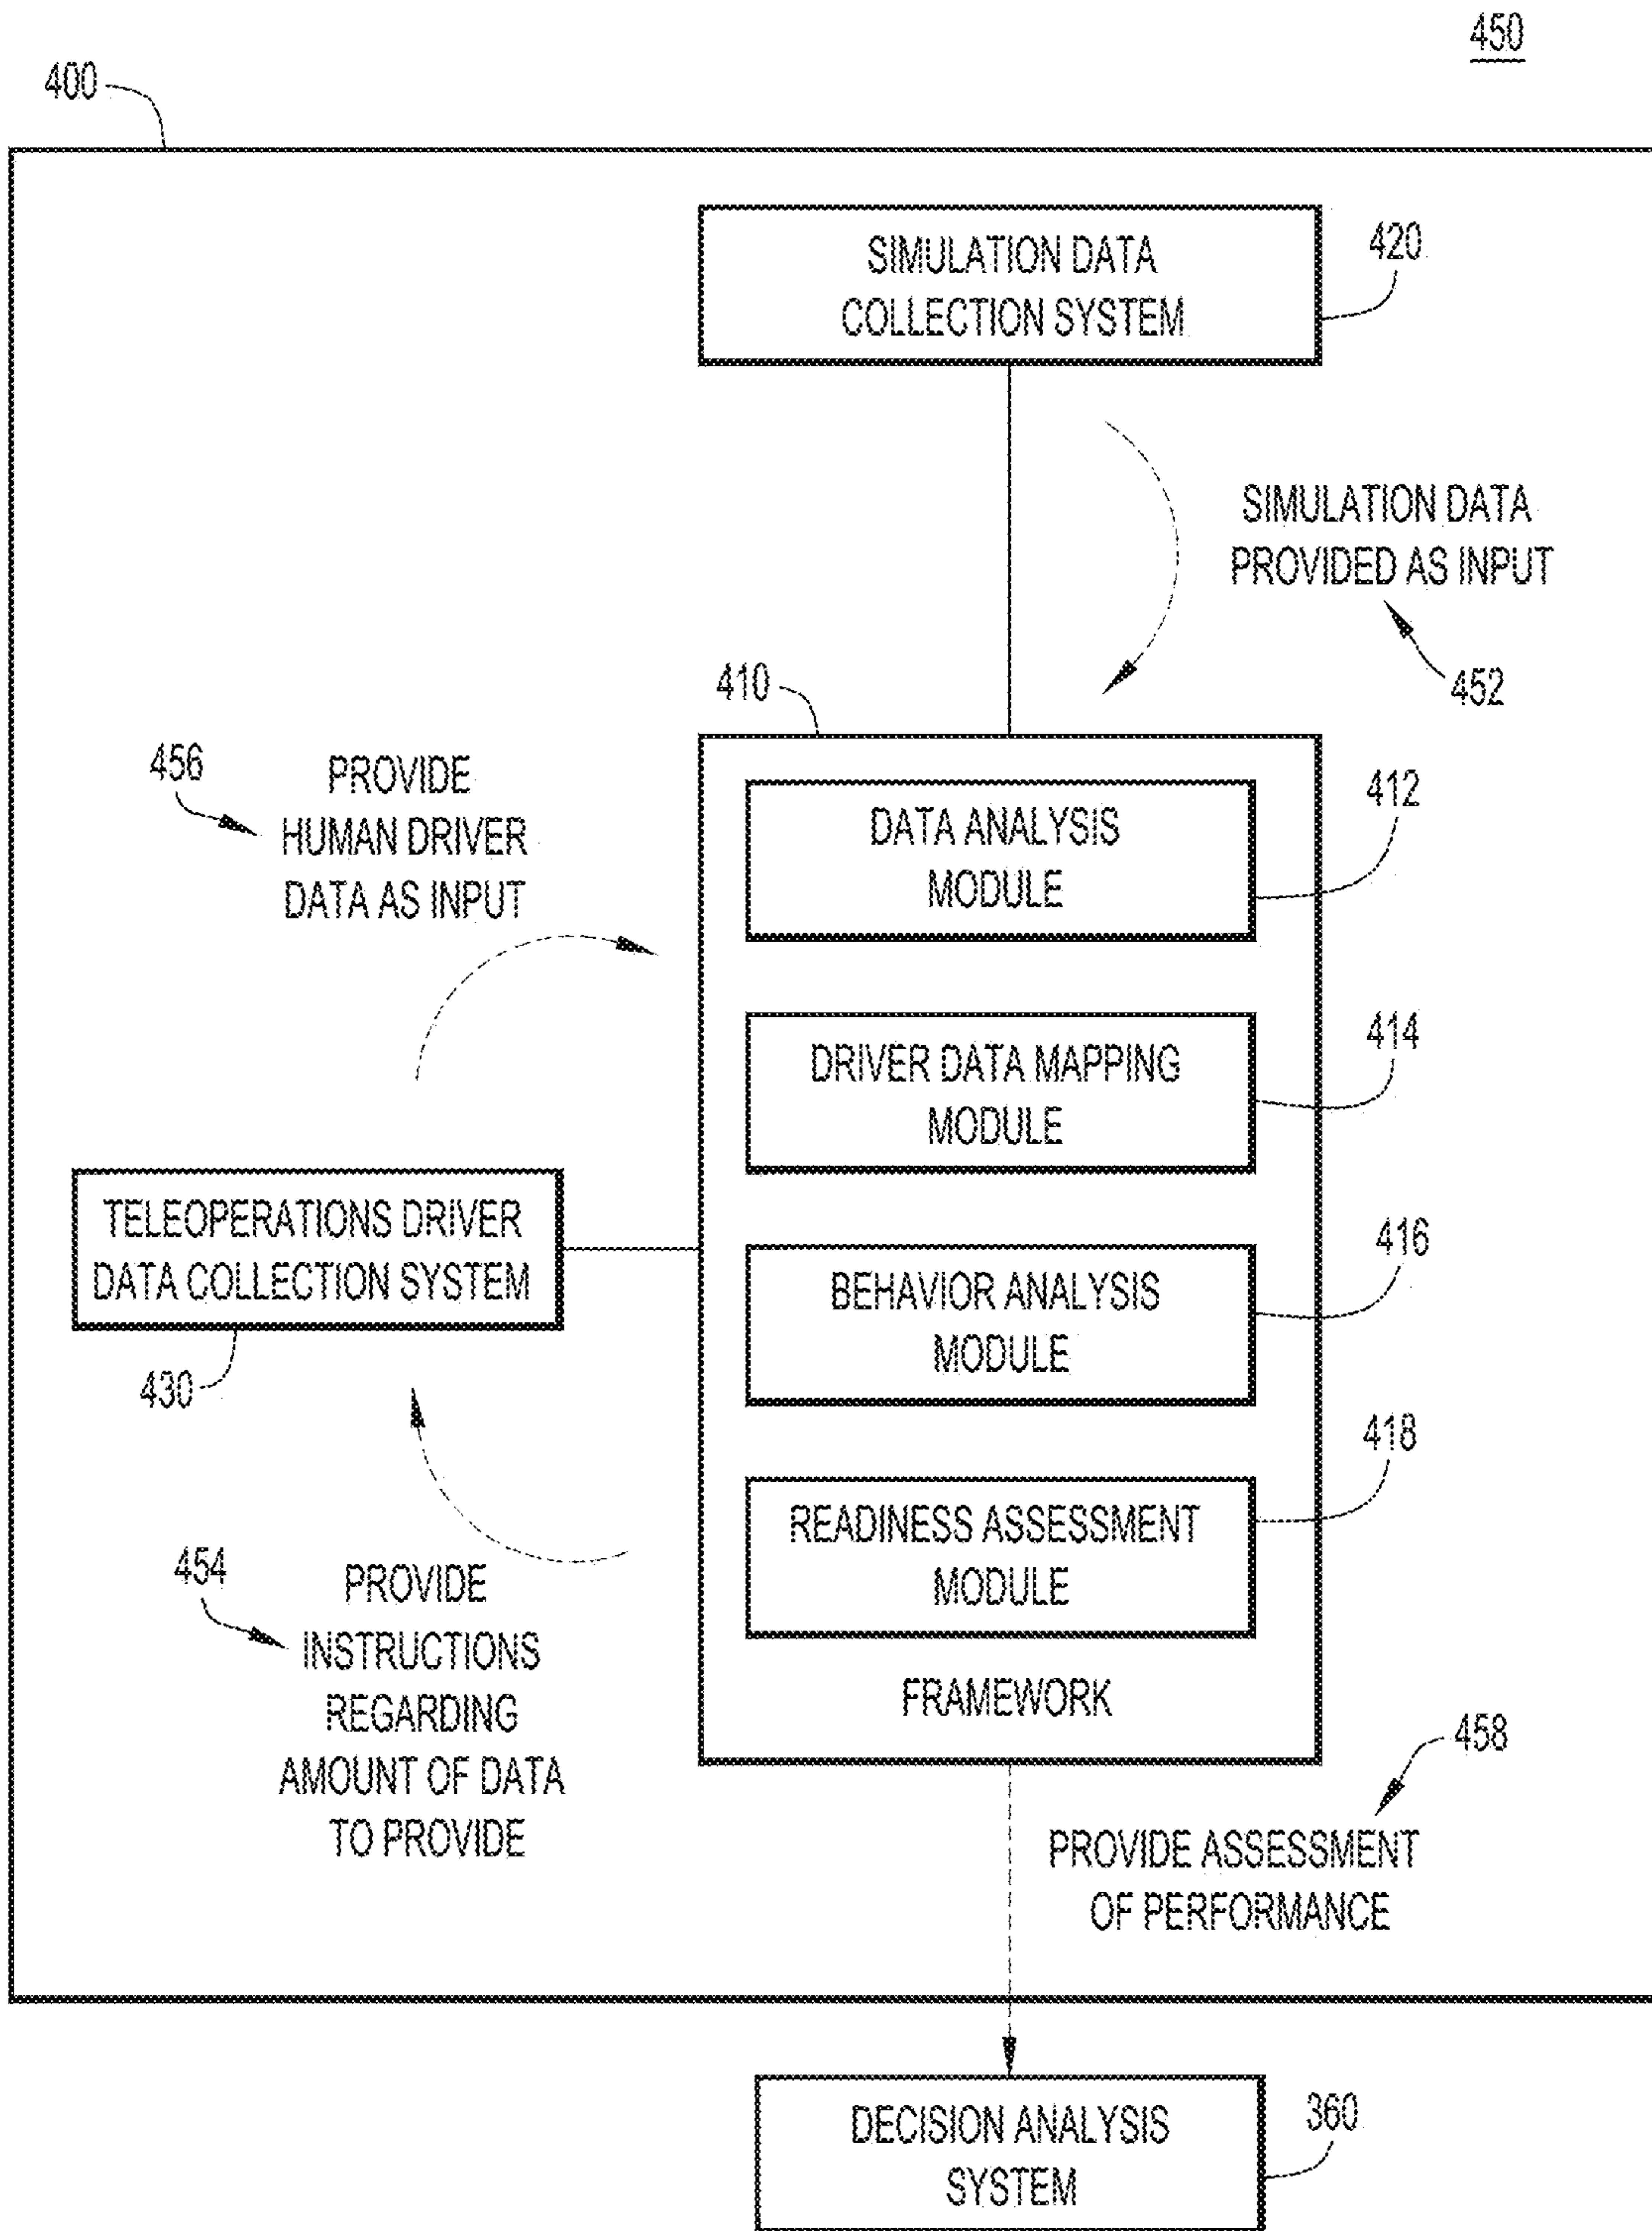 450
400
SIMULATION DATA
COLLECTION SYSTEM
420
SIMULATION DATA
PROVIDED AS INPUT
452
410
456
PROVIDE
HUMAN DRIVER
DATA AS INPUT
DATA ANALYSIS
MODULE
412
DRIVER DATA MAPPING
MODULE
414
TELEOPERATIONS DRIVER
DATA COLLECTION SYSTEM
430
BEHAVIOR ANALYSIS
MODULE
416
READINESS ASSESSMENT
MODULE
418
454
PROVIDE
INSTRUCTIONS
REGARDING
AMOUNT OF DATA
TO PROVIDE
FRAMEWORK
458
PROVIDE ASSESSMENT
OF PERFORMANCE
DECISION ANALYSIS
SYSTEM
360